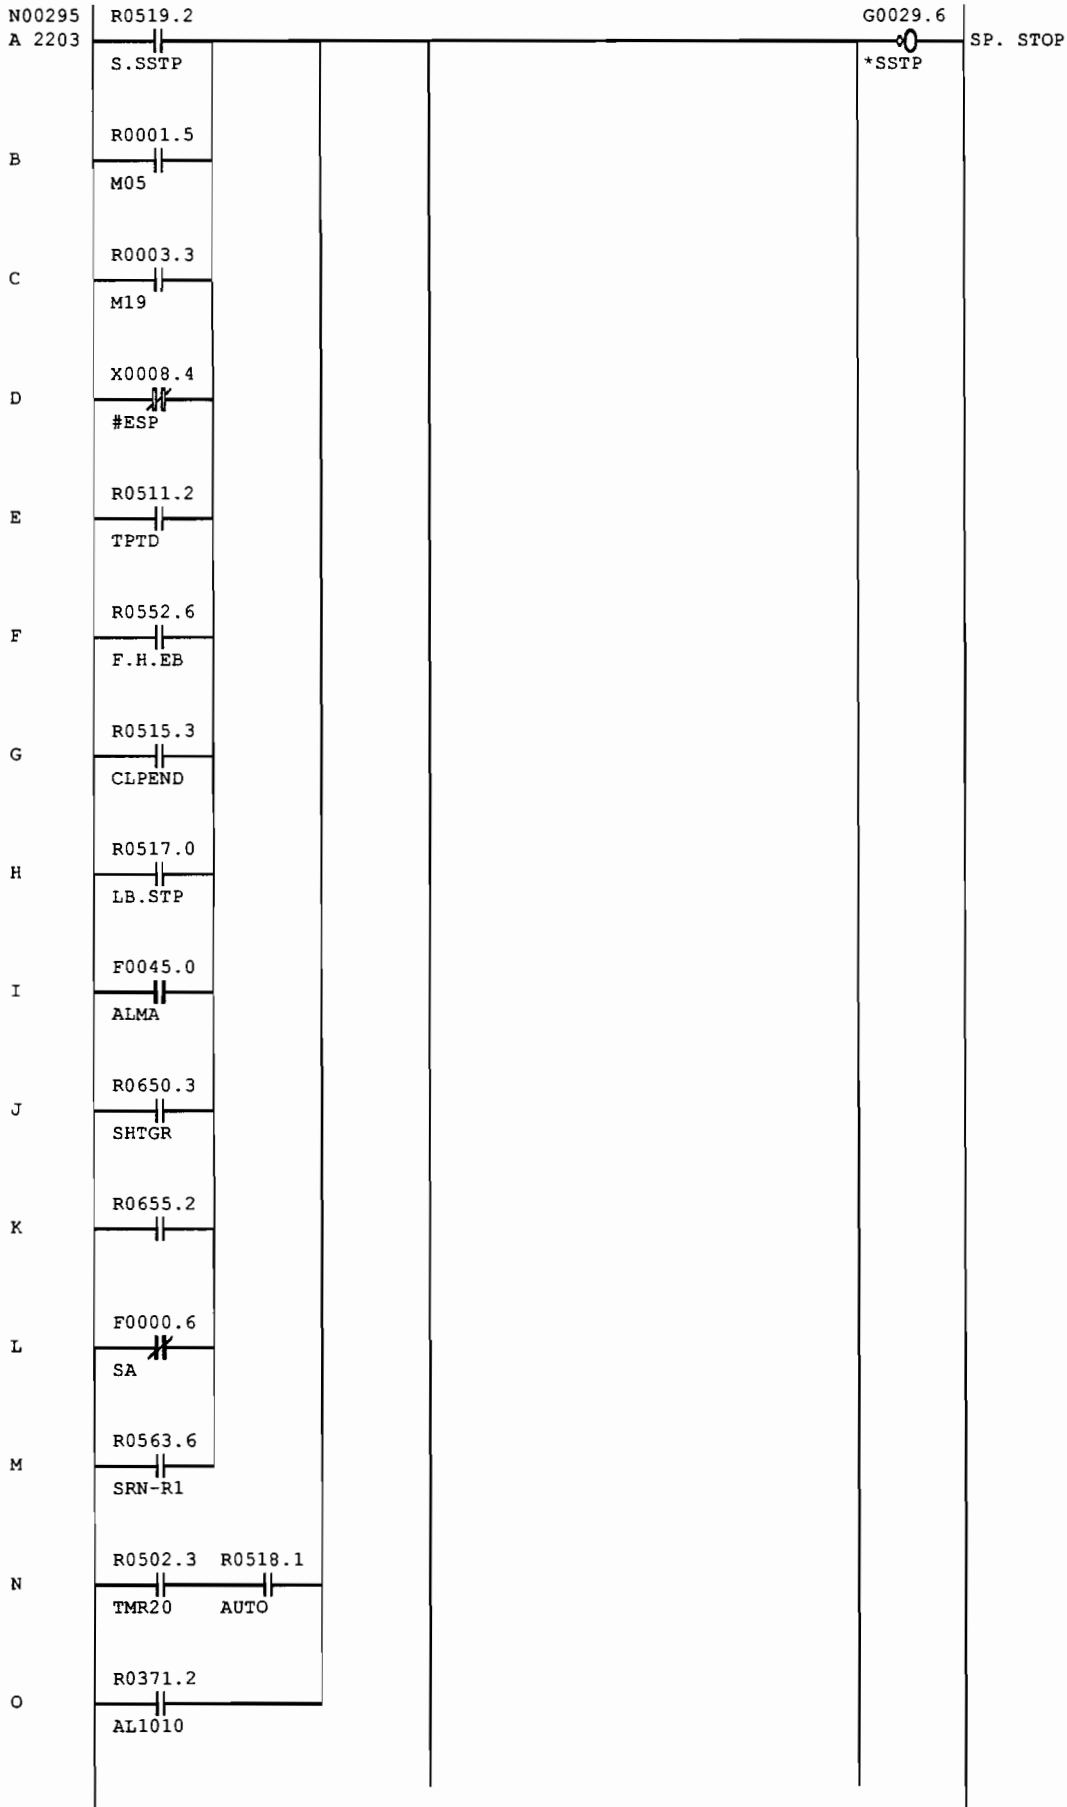 N00295 R0519.2 G0029.6
A 2203 SP. STOP
S.SSTP *SSTP
R0001.5
B
M05
R0003.3
C
M19
X0008.4
D
#ESP
R0511.2
E
TPTD
R0552.6
F
F.H.EB
R0515.3
G
CLPEND
R0517.0
H
LB.STP
F0045.0
I
ALMA
R0650.3
J
SHTGR
R0655.2
K
F0000.6
L
SA
R0563.6
M
SRN-R1
R0502.3 R0518.1
N
TMR20 AUTO
R0371.2
O
AL1010